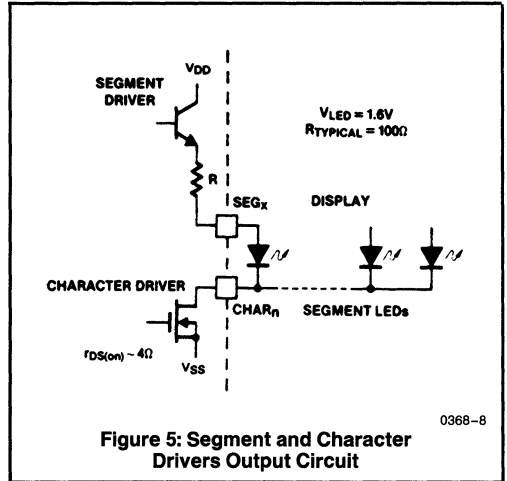 VDD
SEGMENT
DRIVER
VLED = 1.6V
RTYPICAL = 100Ω
R
SEGx
DISPLAY
CHARACTER DRIVER
CHARn
SEGMENT LEDs
rDS(on) ~ 4Ω
VSS
0368–8
Figure 5: Segment and Character
Drivers Output Circuit